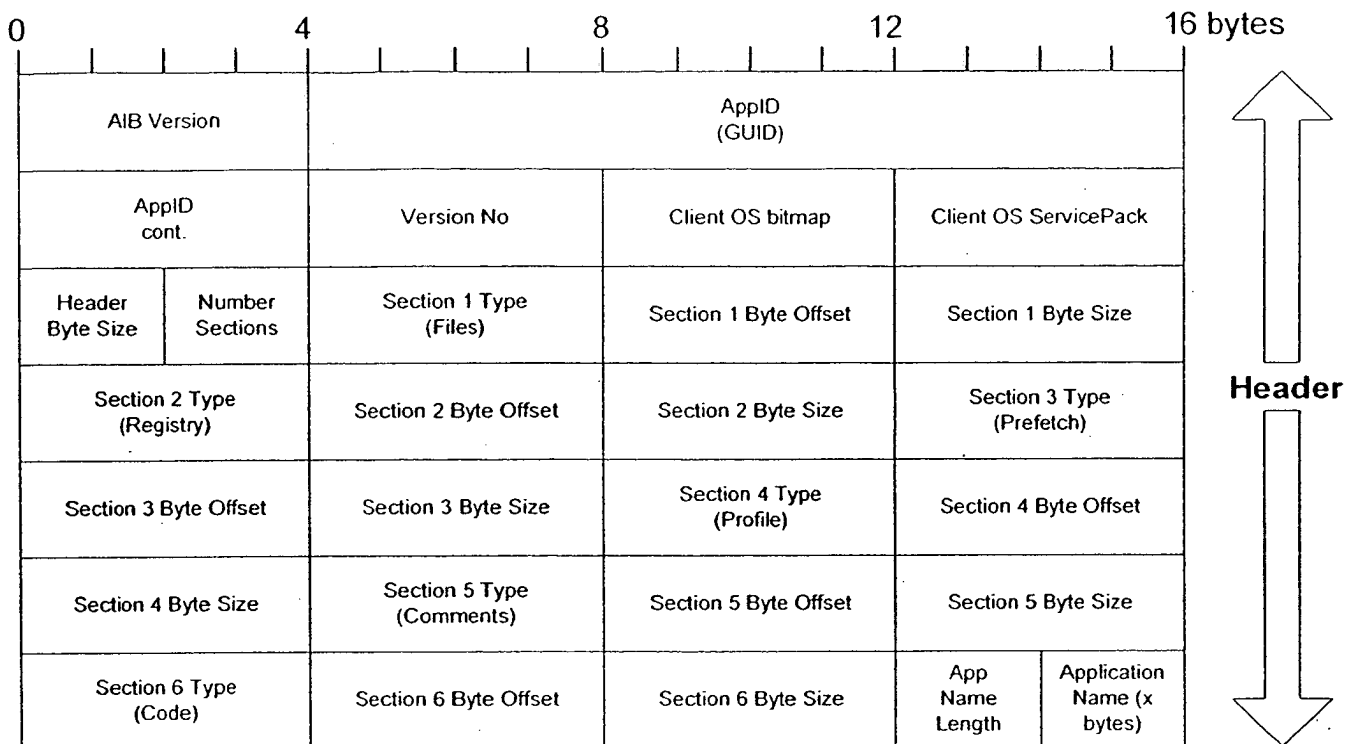 0 4 8 12 16 bytes
AIB Version
AppID
(GUID)
AppID
cont.
Version No
Client OS bitmap
Client OS ServicePack
Header
Byte Size
Number
Sections
Section 1 Type
(Files)
Section 1 Byte Offset
Section 1 Byte Size
Section 2 Type
(Registry)
Section 2 Byte Offset
Section 2 Byte Size
Section 3 Type
(Prefetch)
Header
Section 3 Byte Offset
Section 3 Byte Size
Section 4 Type
(Profile)
Section 4 Byte Offset
Section 4 Byte Size
Section 5 Type
(Comments)
Section 5 Byte Offset
Section 5 Byte Size
Section 6 Type
(Code)
Section 6 Byte Offset
Section 6 Byte Size
App
Name
Length
Application
Name (x
bytes)